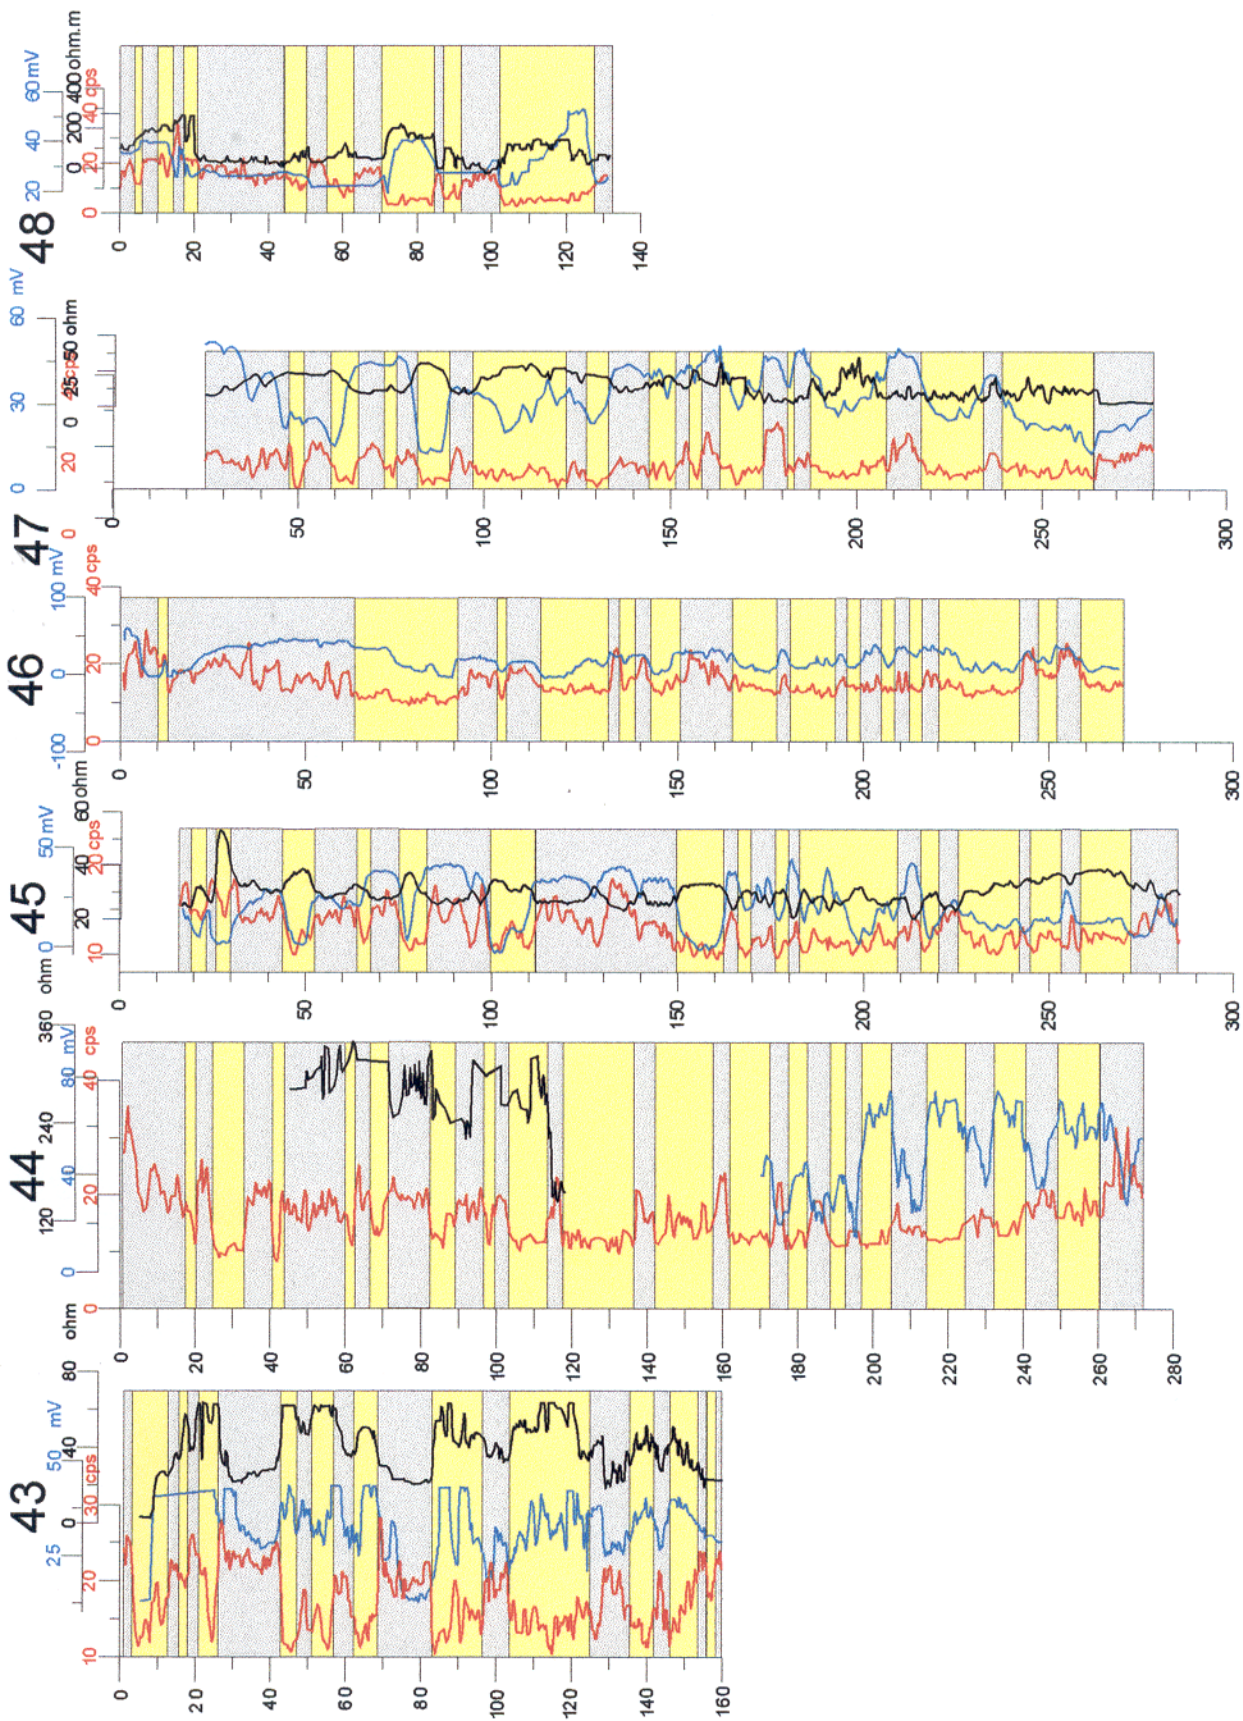 48
20 40 60 mV
0 200 400 ohm.m
0 20 40 cps
0 20 40 60 80 100 120 140
47
0 30 60 mV
0 25 50 ohm
0 20
0 50 100 150 200 250 300
46
-100 0 100 mV
0 20 40 cps
0 50 100 150 200 250 300
45
0 50 mV
ohm 20 40 60 ohm
10 20 cps
0 50 100 150 200 250 300
44
120 240 360
0 40 80 mV
ohm
0 20 40 cps
0 20 40 60 80 100 120 140 160 180 200 220 240 260 280
43
25 50 mV
0 40 80
10 20 30 cps
0 20 40 60 80 100 120 140 160